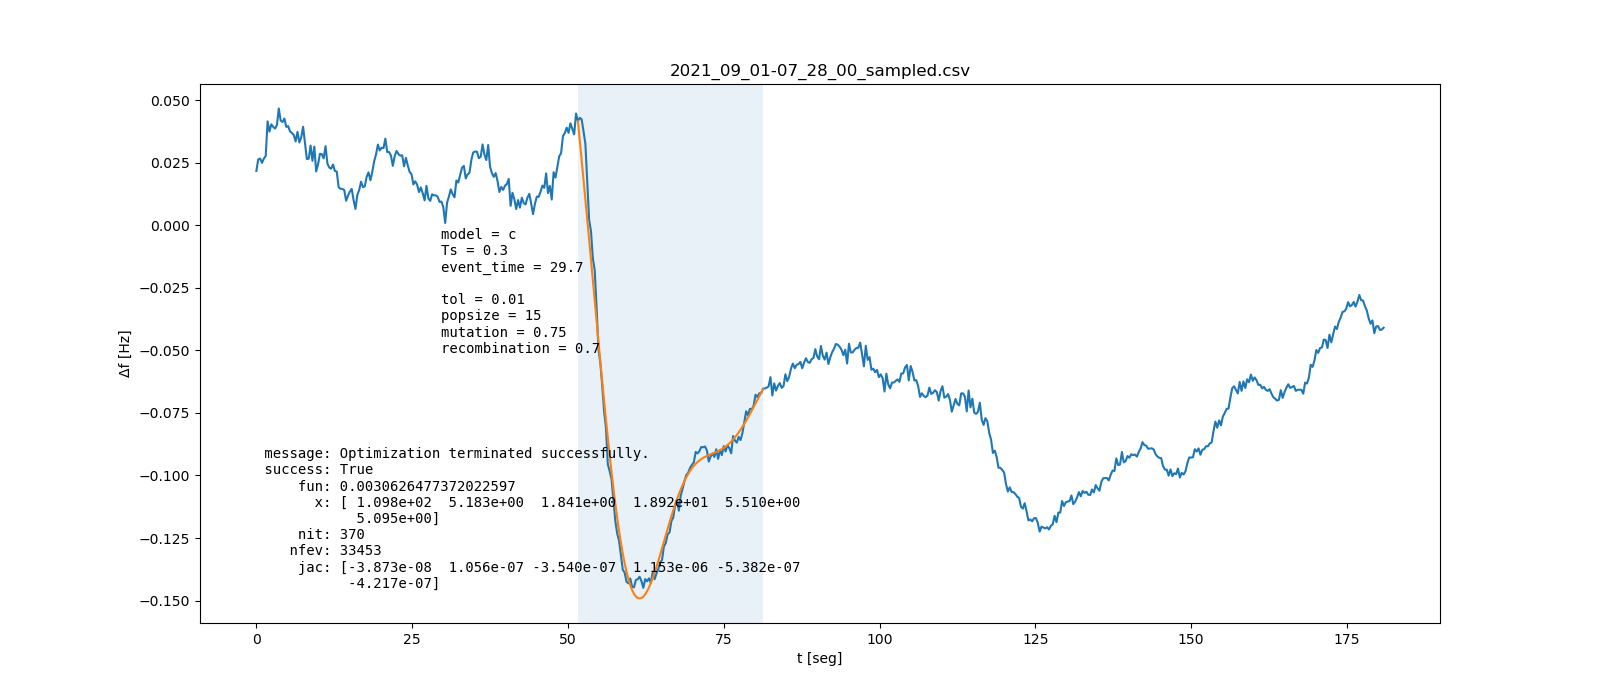 2021_09_01-07_28_00_sampled.csv
0.050
0.025
0.000
−0.025
−0.050
−0.075
−0.100
−0.125
−0.150
Δf [Hz]
model = c
Ts = 0.3
event_time = 29.7
tol = 0.01
popsize = 15
mutation = 0.75
recombination = 0.7
message: Optimization terminated successfully.
success: True
fun: 0.0030626477372022597
x: [ 1.098e+02  5.183e+00  1.841e+00  1.892e+01  5.510e+00
5.095e+00]
nit: 370
nfev: 33453
jac: [-3.873e-08  1.056e-07 -3.540e-07  1.153e-06 -5.382e-07
-4.217e-07]
0 25 50 75 100 125 150 175
t [seg]